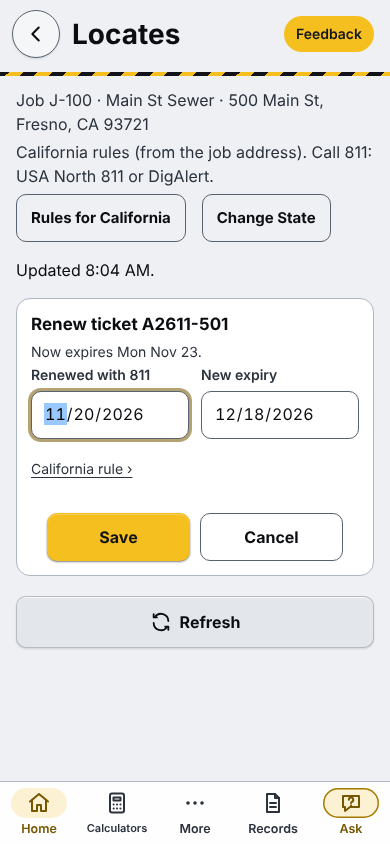 Locates
Feedback
Job J-100 · Main St Sewer · 500 Main St,
Fresno, CA 93721
California rules (from the job address). Call 811:
USA North 811 or DigAlert.
Rules for California
Change State
Updated 8:04 AM.
Renew ticket A2611-501
Now expires Mon Nov 23.
Renewed with 811
New expiry
11/20/2026
12/18/2026
California rule ›
Save
Cancel
Refresh
Home
Calculators
More
Records
Ask